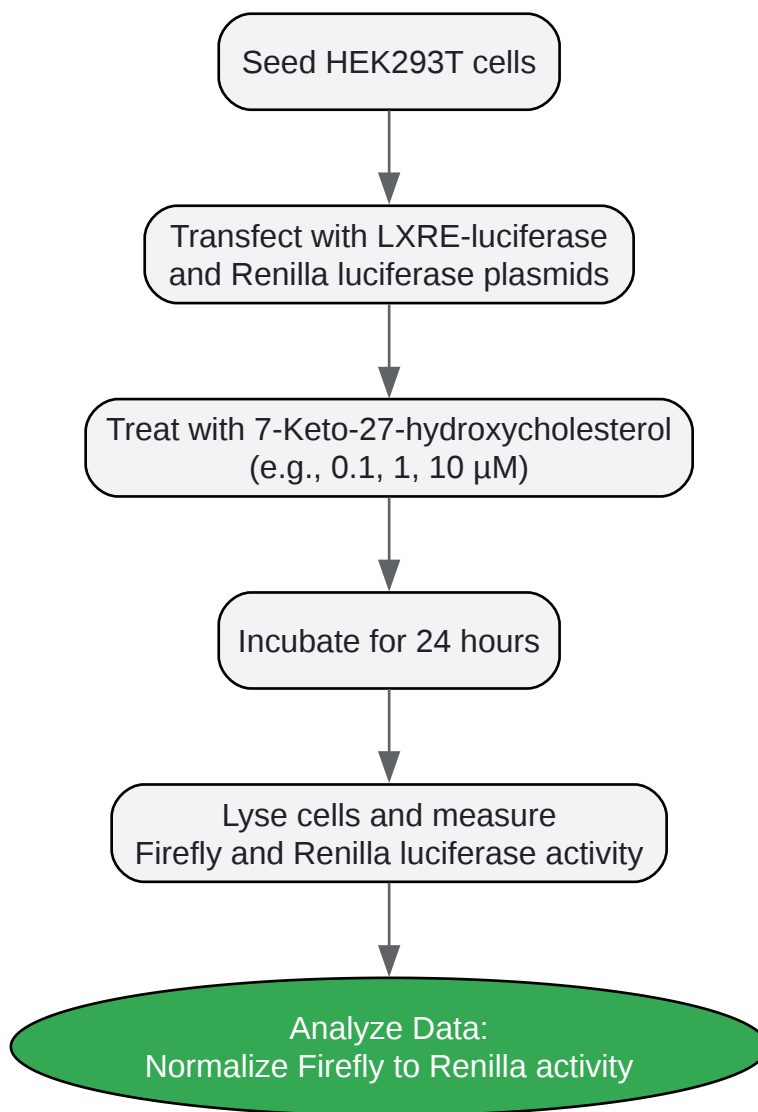 Seed HEK293T cells
Transfect with LXRE-luciferase
and Renilla luciferase plasmids
Treat with 7-Keto-27-hydroxycholesterol
(e.g., 0.1, 1, 10 µM)
Incubate for 24 hours
Lyse cells and measure
Firefly and Renilla luciferase activity
Analyze Data:
Normalize Firefly to Renilla activity